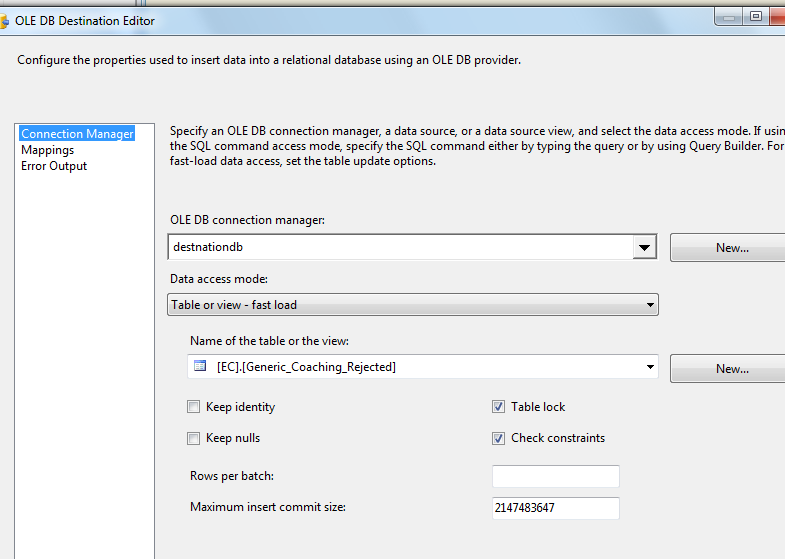 OLE DB Destination Editor
Configure the properties used to insert data into a relational database using an OLE DB provider.
Connection Manager
Mappings
Error Output
Specify an OLE DB connection manager, a data source, or a data source view, and select the data access mode. If usin
the SQL command access mode, specify the SQL command either by typing the query or by using Query Builder. For
fast-load data access, set the table update options.
OLE DB connection manager:
destnationdb
New...
Data access mode:
Table or view - fast load
Name of the table or the view:
[EC].[Generic_Coaching_Rejected]
New...
Keep identity
Table lock
Keep nulls
Check constraints
Rows per batch:
Maximum insert commit size:
2147483647